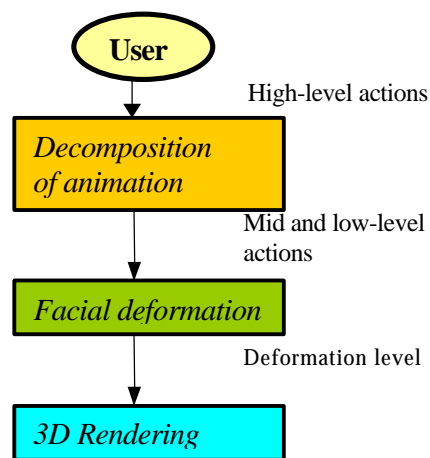 User
High-level actions
Decomposition
of animation
Mid and low-level
actions
Facial deformation
Deformation level
3D Rendering